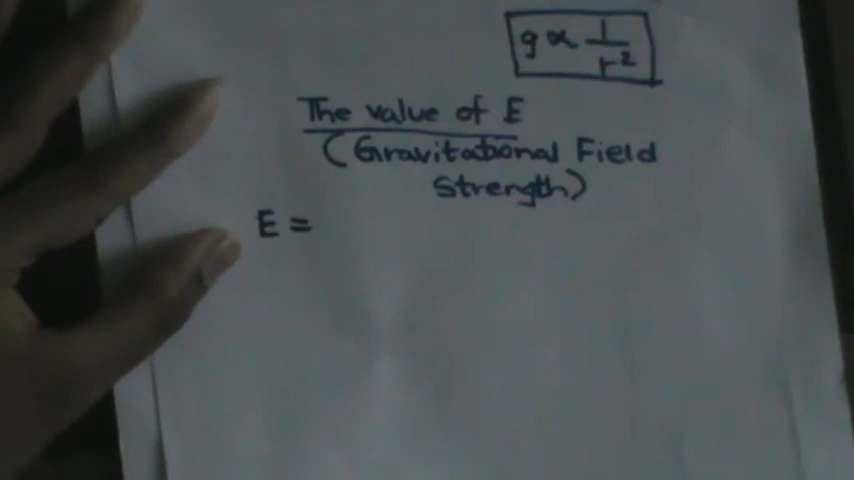 g ∝ 1/r²
The value of E
(Gravitational Field
Strength)
E =